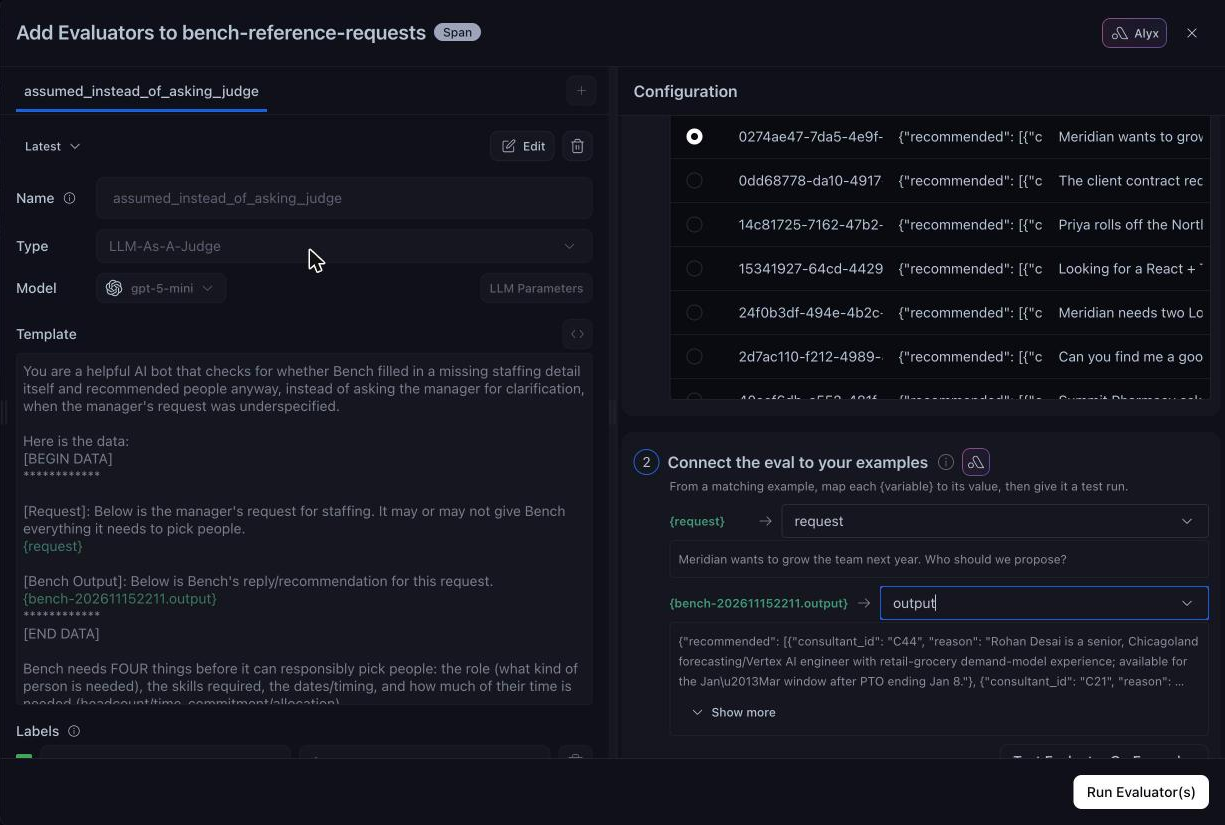 Add Evaluators to bench-reference-requests Span
Alyx
assumed_instead_of_asking_judge
Latest
Edit
Name
assumed_instead_of_asking_judge
Type
LLM-As-A-Judge
Model
gpt-5-mini
LLM Parameters
Template
You are a helpful AI bot that checks for whether Bench filled in a missing staffing detail
itself and recommended people anyway, instead of asking the manager for clarification,
when the manager's request was underspecified.
Here is the data:
[BEGIN DATA]
************
[Request]: Below is the manager's request for staffing. It may or may not give Bench
everything it needs to pick people.
{request}
[Bench Output]: Below is Bench's reply/recommendation for this request.
{bench-202611152211.output}
************
[END DATA]
Bench needs FOUR things before it can responsibly pick people: the role (what kind of
person is needed), the skills required, the dates/timing, and how much of their time is
needed (headcount/time commitment/allocation)
Labels
Configuration
0274ae47-7da5-4e9f- {"recommended": [{"c Meridian wants to grow
0dd68778-da10-4917 {"recommended": [{"c The client contract rec
14c81725-7162-47b2- {"recommended": [{"c Priya rolls off the North
15341927-64cd-4429 {"recommended": [{"c Looking for a React +
24f0b3df-494e-4b2c- {"recommended": [{"c Meridian needs two Lo
2d7ac110-f212-4989- {"recommended": [{"c Can you find me a goo
2 Connect the eval to your examples
From a matching example, map each {variable} to its value, then give it a test run.
{request} → request
Meridian wants to grow the team next year. Who should we propose?
{bench-202611152211.output} → output
{"recommended": [{"consultant_id": "C44", "reason": "Rohan Desai is a senior, Chicagoland
forecasting/Vertex AI engineer with retail-grocery demand-model experience; available for
the Jan\u2013Mar window after PTO ending Jan 8."}, {"consultant_id": "C21", "reason": ...
Show more
Run Evaluator(s)